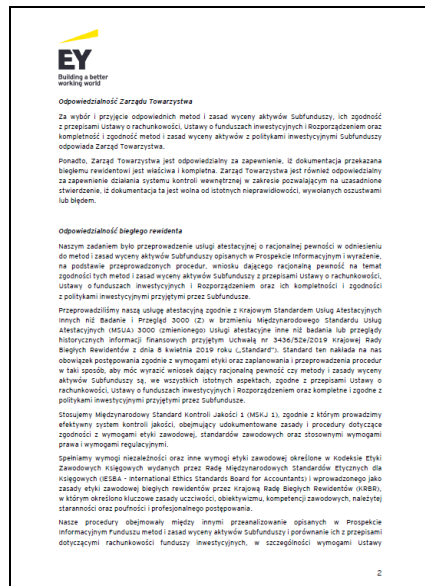 EY
Building a better
working world
Odpowiedzialność Zarządu Towarzystwa
Za wybór i przyjęcie odpowiednich metod i zasad wyceny aktywów Subfunduszy, ich zgodność
z przepisami Ustawy o rachunkowości, Ustawy o funduszach inwestycyjnych i Rozporządzeniem oraz
kompletność i zgodność metod i zasad wyceny aktywów z politykami inwestycyjnymi Subfunduszy
odpowiada Zarząd Towarzystwa.
Ponadto, Zarząd Towarzystwa jest odpowiedzialny za zapewnienie, iż dokumentacja przekazana
biegłemu rewidentowi jest właściwa i kompletna. Zarząd Towarzystwa jest również odpowiedzialny
za zapewnienie działania systemu kontroli wewnętrznej w zakresie pozwalającym na uzasadnione
stwierdzenie, iż dokumentacja ta jest wolna od istotnych nieprawidłowości, wywołanych oszustwami
lub błędem.
Odpowiedzialność biegłego rewidenta
Naszym zadaniem było przeprowadzenie usługi atestacyjnej o racjonalnej pewności w odniesieniu
do metod i zasad wyceny aktywów Subfunduszy opisanych w Prospekcie Informacyjnym i wyrażenie,
na podstawie przeprowadzonych procedur, wniosku dającego racjonalną pewność na temat
zgodności tych metod i zasad wyceny aktywów Subfunduszy z przepisami Ustawy o rachunkowości,
Ustawy o funduszach inwestycyjnych i Rozporządzeniem oraz ich kompletności i zgodności
z politykami inwestycyjnymi przyjętymi przez Subfundusze.
Przeprowadziliśmy naszą usługę atestacyjną zgodnie z Krajowym Standardem Usług Atestacyjnych
Innych niż Badanie i Przegląd 3000 (Z) w brzmieniu Międzynarodowego Standardu Usług
Atestacyjnych (MSUA) 3000 (zmienionego) Usługi atestacyjne inne niż badania lub przeglądy
historycznych informacji finansowych przyjętym Uchwałą nr 3436/52e/2019 Krajowej Rady
Biegłych Rewidentów z dnia 8 kwietnia 2019 roku („Standard"). Standard ten nakłada na nas
obowiązek postępowania zgodnie z wymogami etyki oraz zaplanowania i przeprowadzenia procedur
w taki sposób, aby móc wyrazić wniosek dający racjonalną pewność czy metody i zasady wyceny
aktywów Subfunduszy są, we wszystkich istotnych aspektach, zgodne z przepisami Ustawy o
rachunkowości, Ustawy o funduszach inwestycyjnych i Rozporządzeniem oraz kompletne i zgodne z
politykami inwestycyjnymi przyjętymi przez Subfundusze.
Stosujemy Międzynarodowy Standard Kontroli Jakości 1 (MSKJ 1), zgodnie z którym prowadzimy
efektywny system kontroli jakości, obejmujący udokumentowane zasady i procedury dotyczące
zgodności z wymogami etyki zawodowej, standardów zawodowych oraz stosownymi wymogami
prawa i wymogami regulacyjnymi.
Spełniamy wymogi niezależności oraz inne wymogi etyki zawodowej określone w Kodeksie Etyki
Zawodowych Księgowych wydanych przez Radę Międzynarodowych Standardów Etycznych dla
Księgowych (IESBA - International Ethics Standards Board for Accountants) i wprowadzonego jako
zasady etyki zawodowej biegłych rewidentów przez Krajową Radę Biegłych Rewidentów (KRBR),
w którym określono kluczowe zasady uczciwości, obiektywizmu, kompetencji zawodowych, należytej
staranności oraz poufności i profesjonalnego postępowania.
Nasze procedury obejmowały między innymi przeanalizowanie opisanych w Prospekcie
Informacyjnym Funduszu metod i zasad wyceny aktywów Subfunduszy i porównanie ich z przepisami
dotyczącymi rachunkowości funduszy inwestycyjnych, w szczególności wymogami Ustawy
2